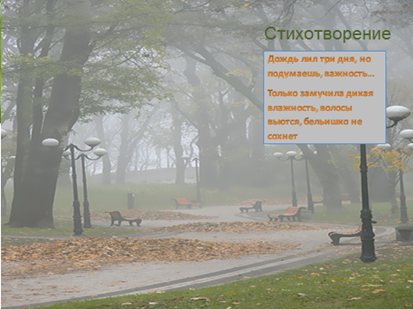 Стихотворение
Дождь лил три дня, но
подумаешь, важность…
Только замучила дикая
влажность, волосы
вьются, бельишко не
сохнет